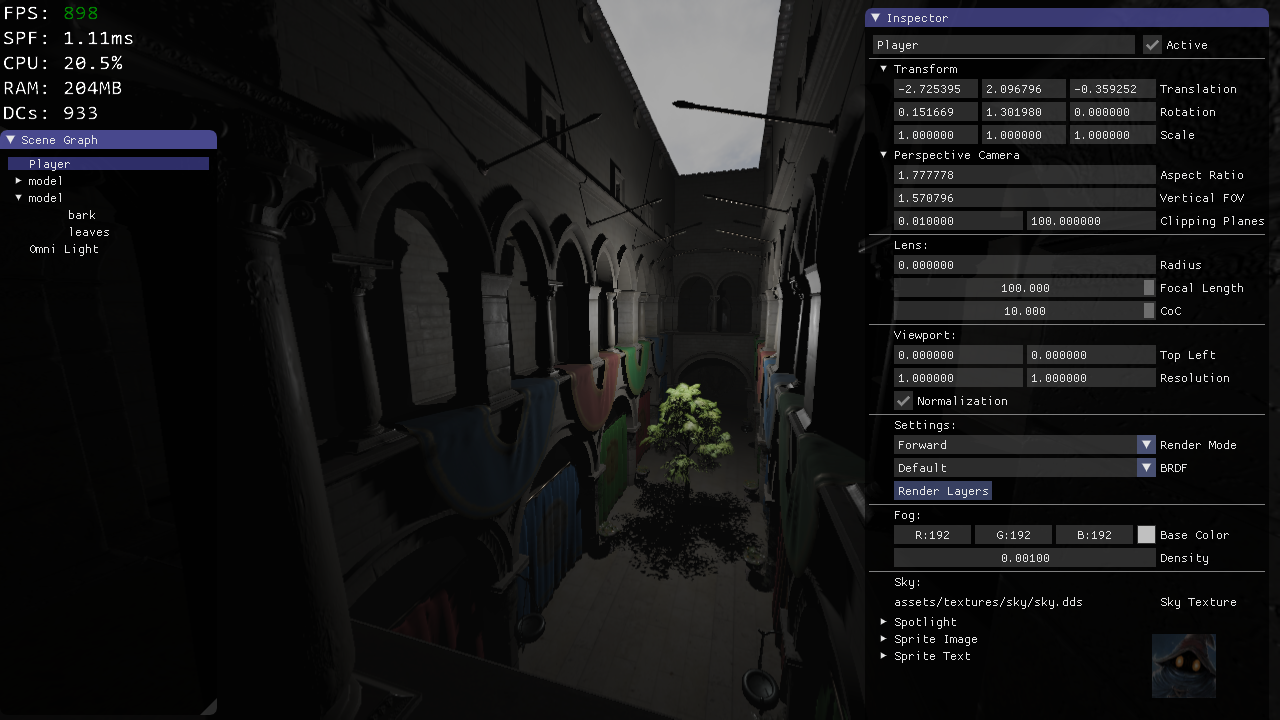 FPS: 898
SPF: 1.11ms
CPU: 20.5%
RAM: 204MB
DCs: 933
Scene Graph
Player
model
model
bark
leaves
Omni Light
Inspector
Player Active
Transform
-2.725395 2.096796 -0.359252 Translation
0.151669 1.301980 0.000000 Rotation
1.000000 1.000000 1.000000 Scale
Perspective Camera
1.777778 Aspect Ratio
1.570796 Vertical FOV
0.010000 100.000000 Clipping Planes
Lens:
0.000000 Radius
100.000 Focal Length
10.000 CoC
Viewport:
0.000000 0.000000 Top Left
1.000000 1.000000 Resolution
Normalization
Settings:
Forward Render Mode
Default BRDF
Render Layers
Fog:
R:192 G:192 B:192 Base Color
0.00100 Density
Sky:
assets/textures/sky/sky.dds Sky Texture
Spotlight
Sprite Image
Sprite Text